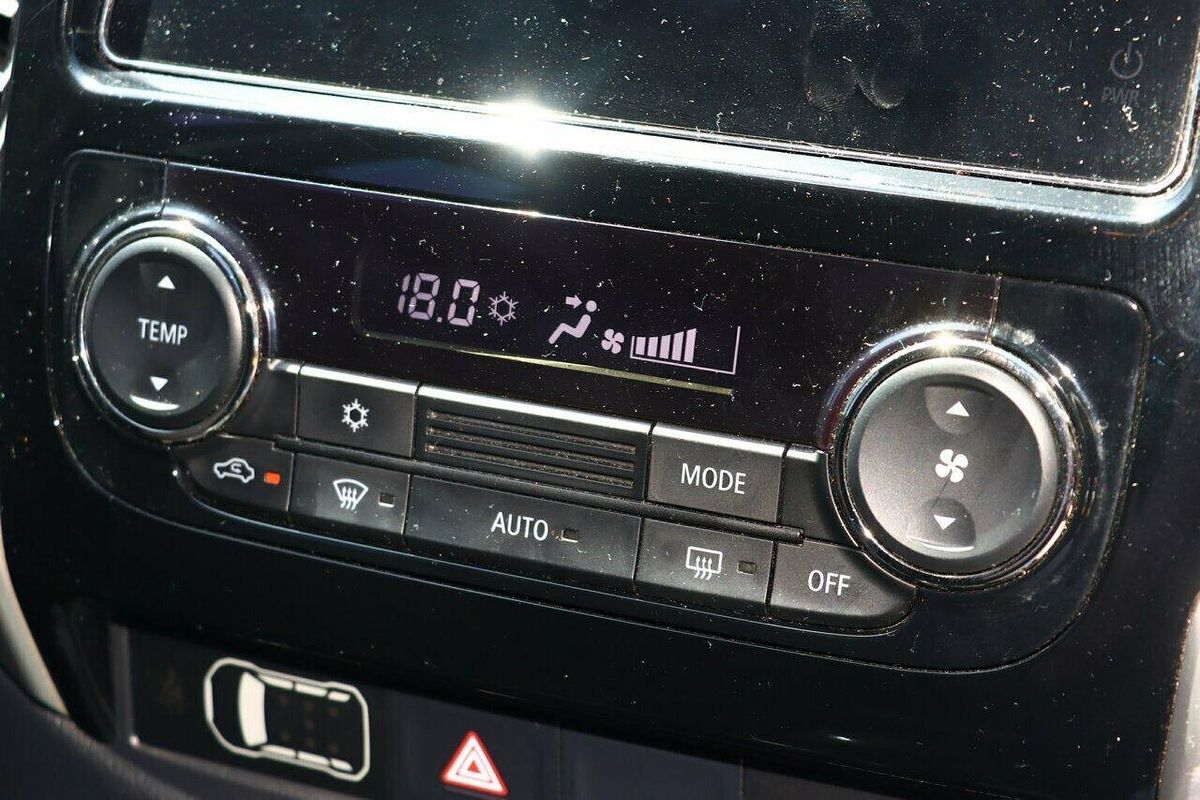 PWR
18.0
TEMP
MODE
AUTO
OFF